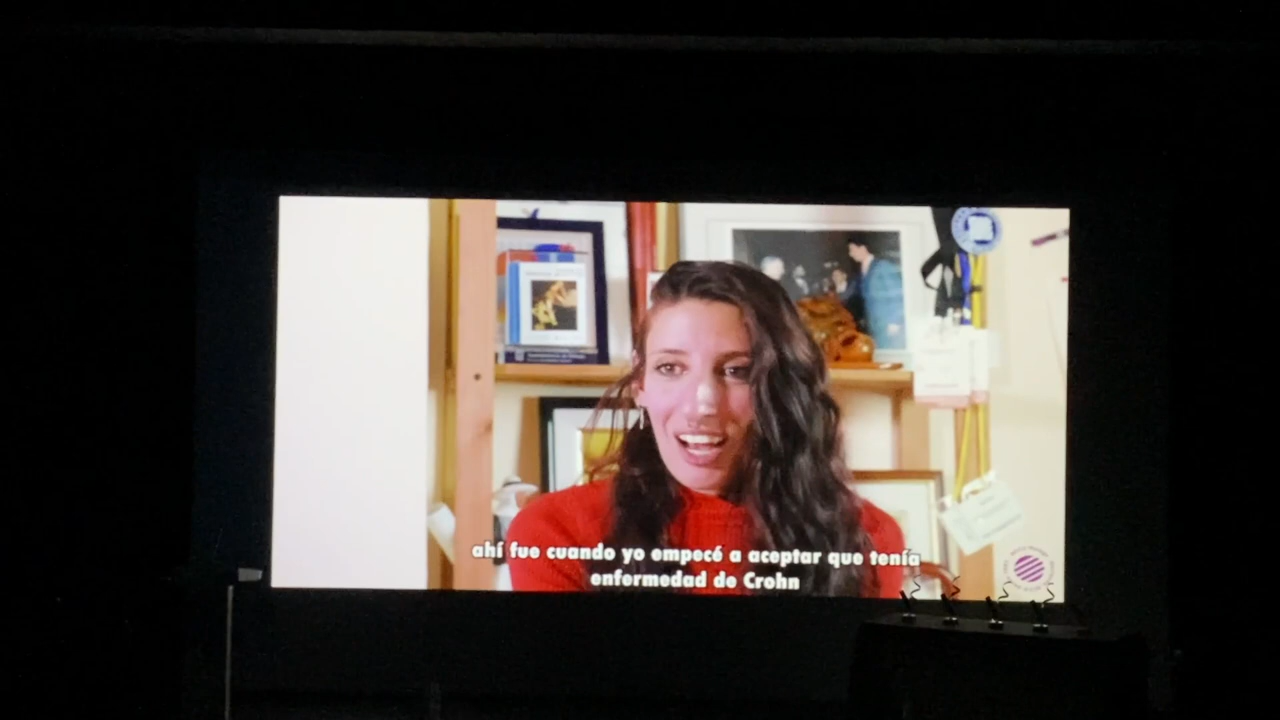 ahí fue cuando yo empecé a aceptar que tenía
enfermedad de Crohn